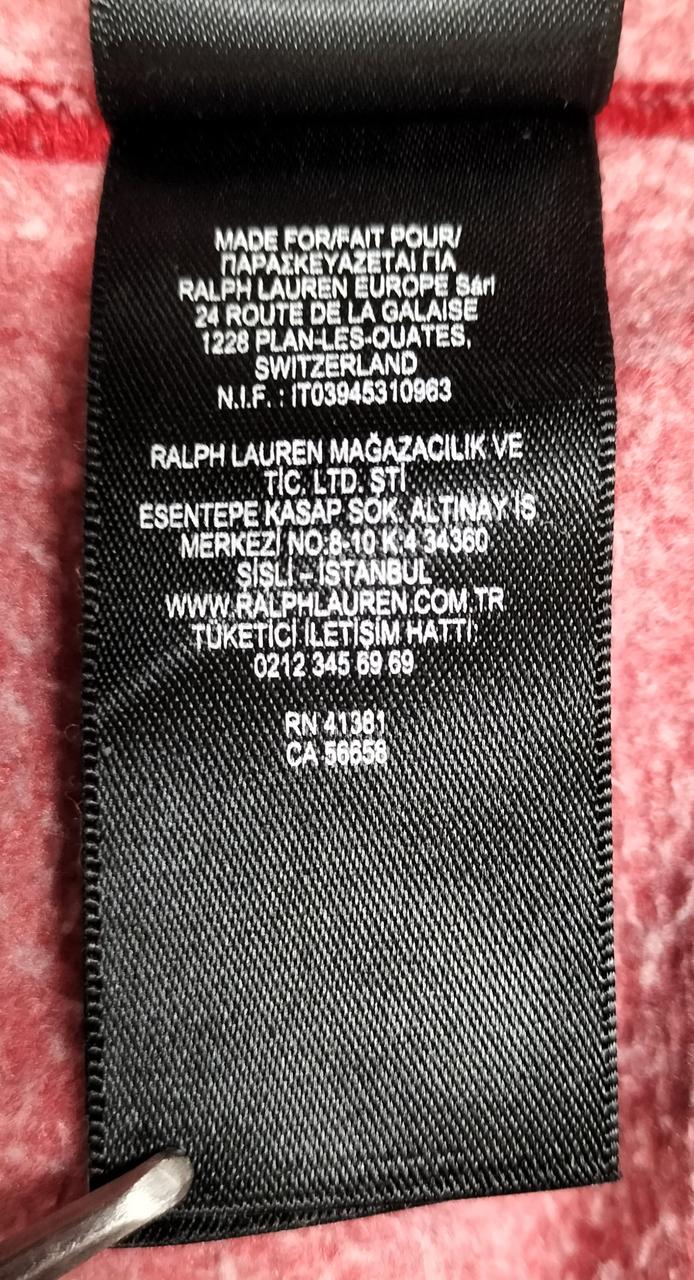 MADE FOR/FAIT POUR/
ΠΑΡΑΣΚΕΥΑΖΕΤΑΙ ΓΙΑ
RALPH LAUREN EUROPE Sàrl
24 ROUTE DE LA GALAISE
1228 PLAN-LES-OUATES,
SWITZERLAND
N.I.F. : IT03945310963
RALPH LAUREN MAĞAZACILIK VE
TİC. LTD. ŞTİ
ESENTEPE KASAP SOK. ALTINAY İŞ
MERKEZİ NO:8-10 K:4 34360
ŞİŞLİ – İSTANBUL
WWW.RALPHLAUREN.COM.TR
TÜKETİCİ İLETİŞİM HATTI:
0212 345 69 69
RN 41381
CA 56658